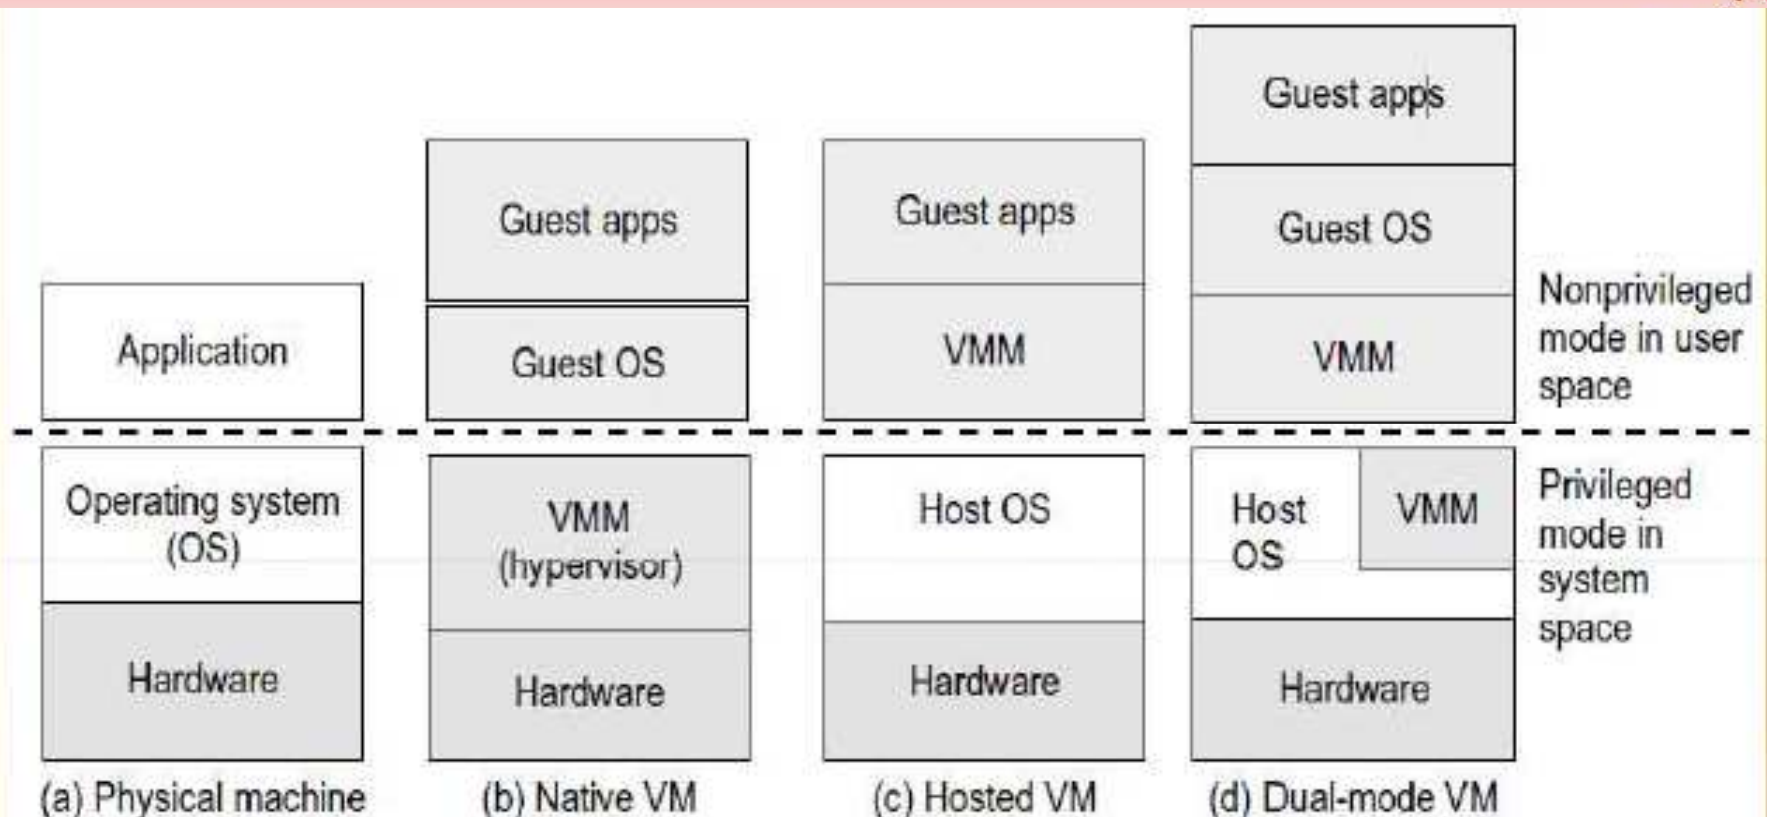 Application
Operating system
(OS)
Hardware
(a) Physical machine
Guest apps
Guest OS
VMM
(hypervisor)
Hardware
(b) Native VM
Guest apps
VMM
Host OS
Hardware
(c) Hosted VM
Guest apps
Guest OS
VMM
Host
OS
VMM
Hardware
(d) Dual-mode VM
Nonprivileged
mode in user
space
Privileged
mode in
system
space